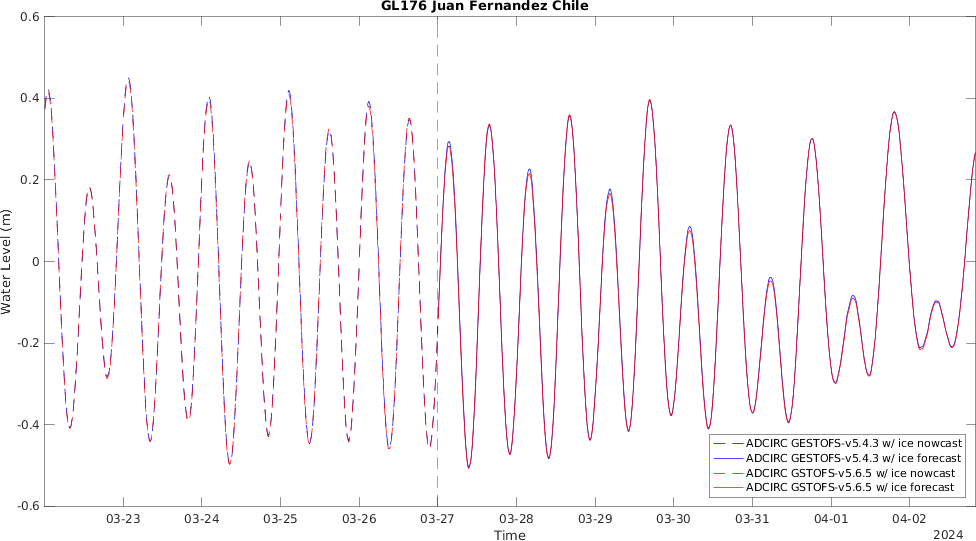 GL176 Juan Fernandez Chile
0.6
0.4
0.2
0
-0.2
-0.4
-0.6
Water Level (m)
ADCIRC GESTOFS-v5.4.3 w/ ice nowcast
ADCIRC GESTOFS-v5.4.3 w/ ice forecast
ADCIRC GSTOFS-v5.6.5 w/ ice nowcast
ADCIRC GSTOFS-v5.6.5 w/ ice forecast
03-23 03-24 03-25 03-26 03-27 03-28 03-29 03-30 03-31 04-01 04-02
Time
2024